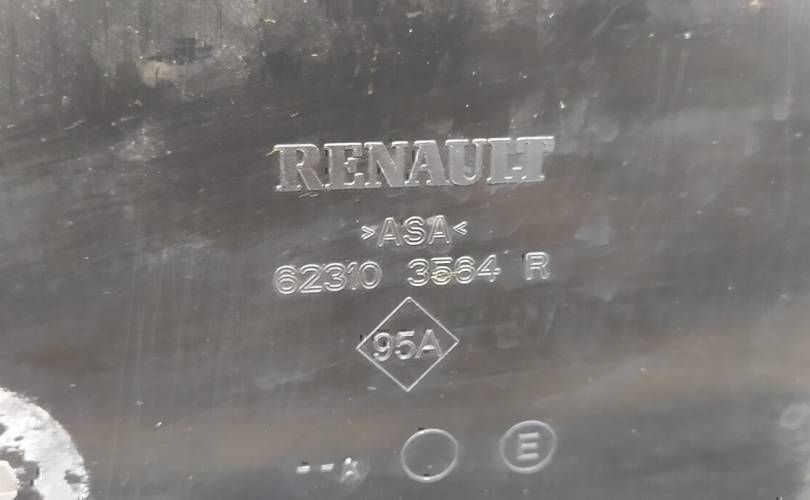 RENAULT
>ASA<
62310 3564 R
95A
--A E